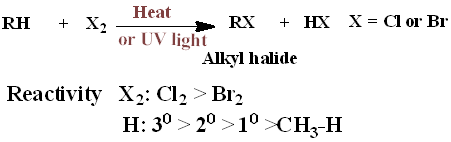 Heat
RH + X₂ → RX + HX X = Cl or Br
or UV light
Alkyl halide
Reactivity X₂: Cl₂ > Br₂
H: 3⁰ > 2⁰ > 1⁰ >CH₃-H